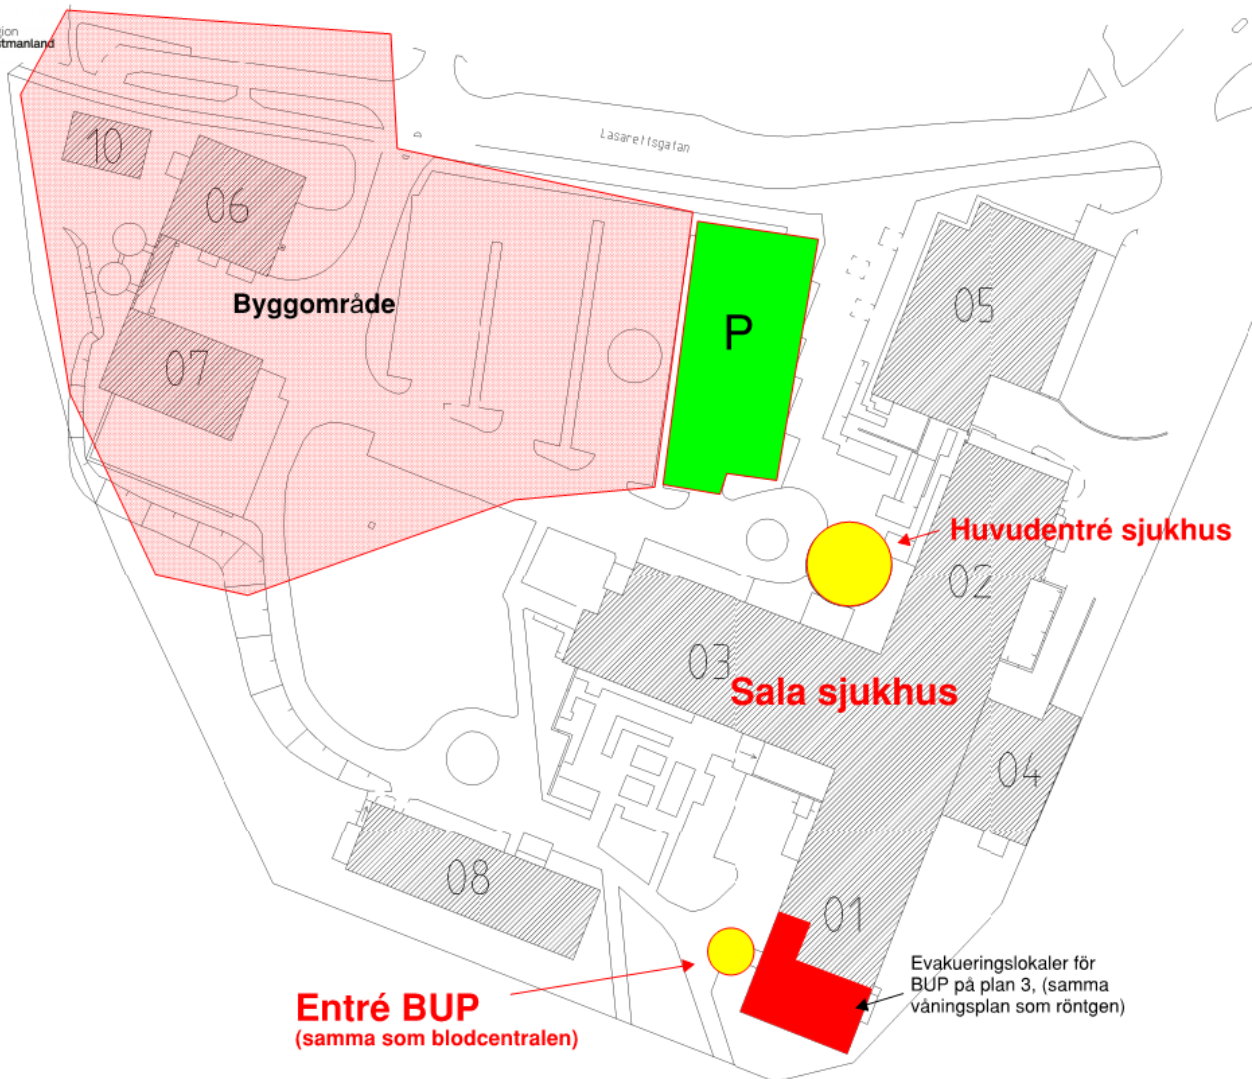 Lasarettsgatan
10
06
05
Byggområde
P
07
Huvudentré sjukhus
02
03
Sala sjukhus
04
08
01
Evakueringslokaler för
BUP på plan 3, (samma
våningsplan som röntgen)
Entré BUP
(samma som blodcentralen)